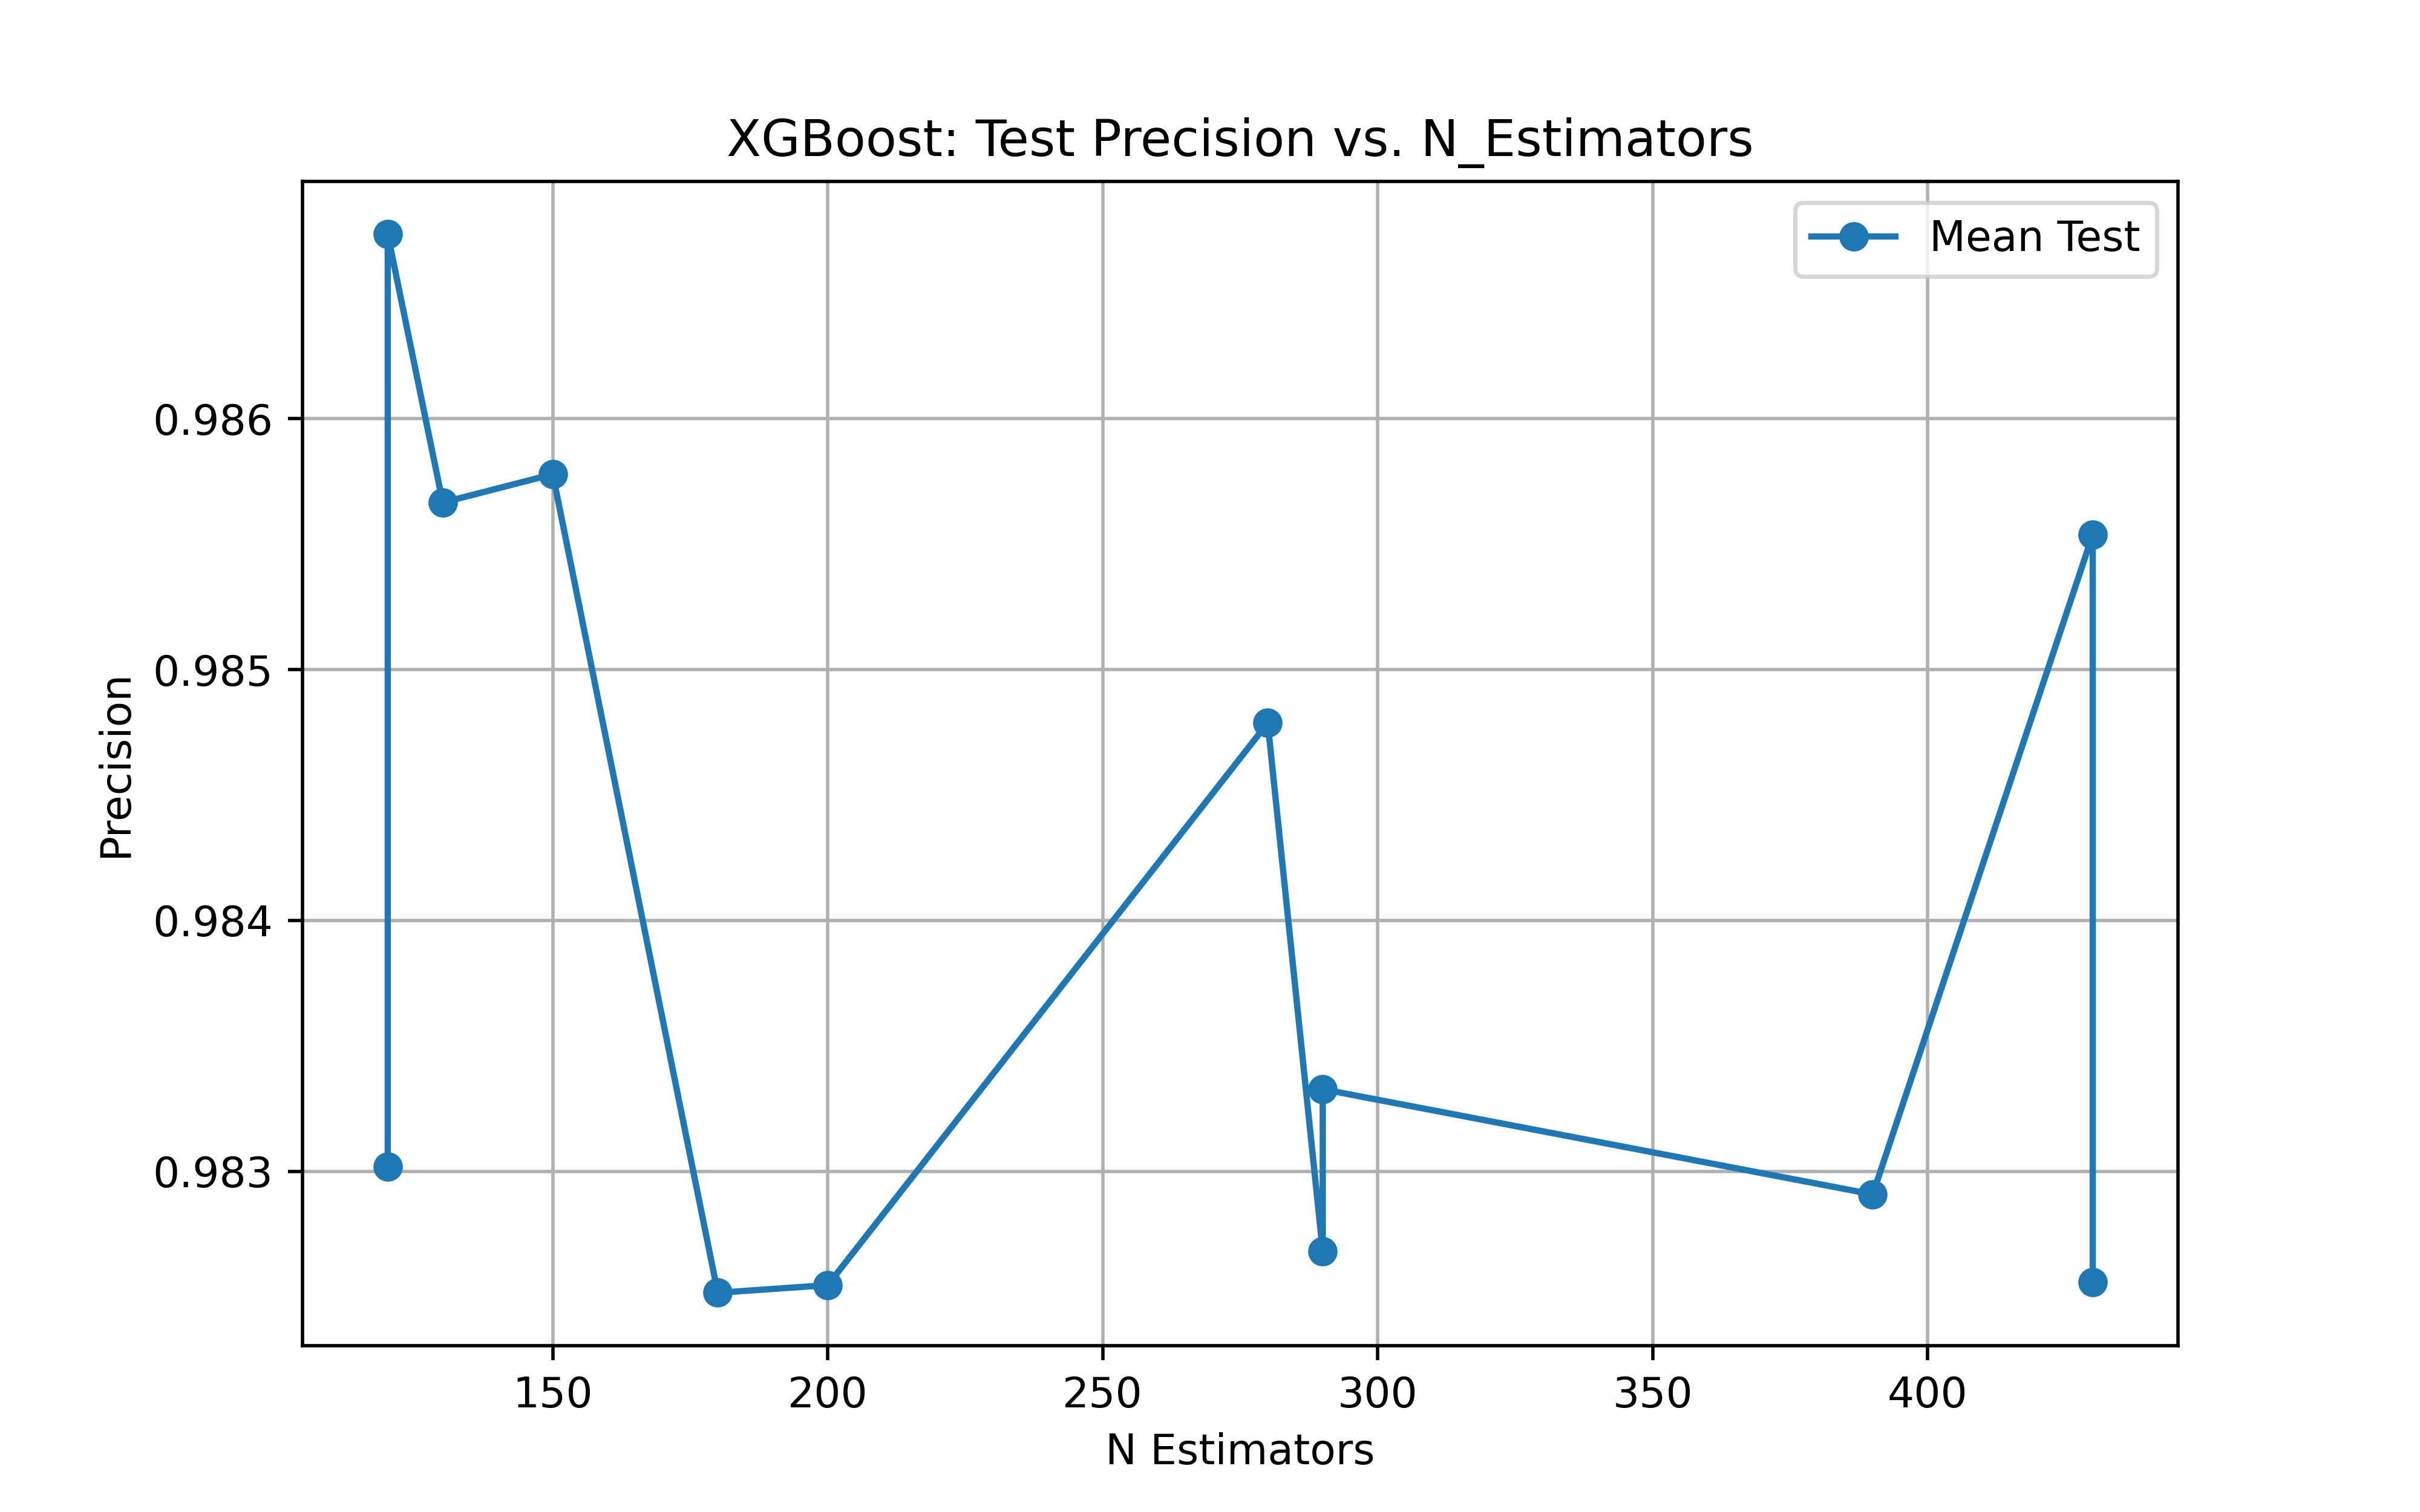 XGBoost: Test Precision vs. N_Estimators
Mean Test
0.986
0.985
0.984
0.983
Precision
150 200 250 300 350 400
N Estimators